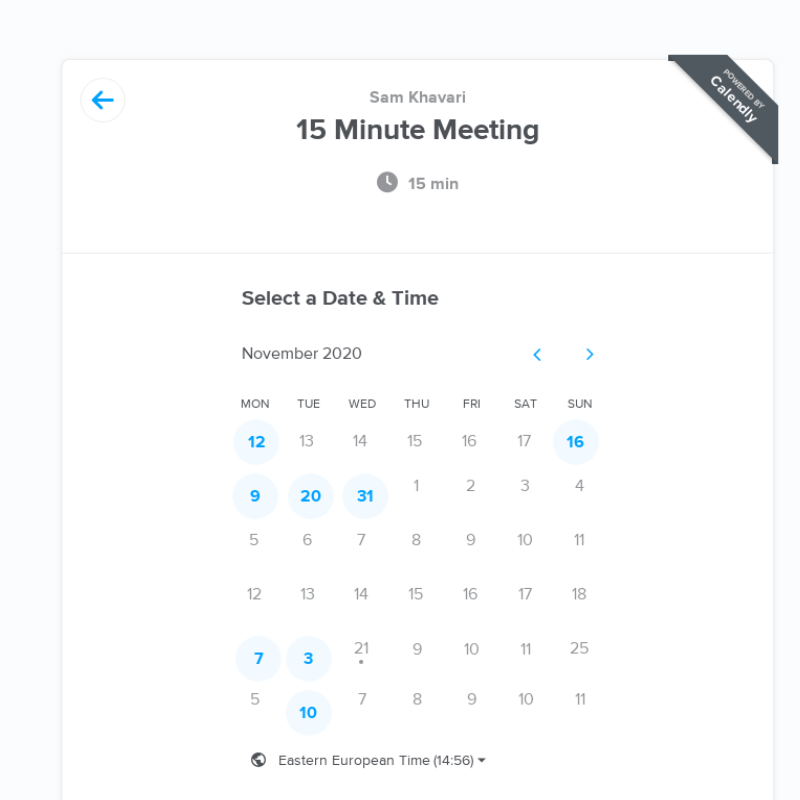 POWERED BY
Calendly
Sam Khavari
15 Minute Meeting
15 min
Select a Date & Time
November 2020
MON TUE WED THU FRI SAT SUN
12 13 14 15 16 17 16
9 20 31 1 2 3 4
5 6 7 8 9 10 11
12 13 14 15 16 17 18
7 3 21 9 10 11 25
5 10 7 8 9 10 11
Eastern European Time (14:56)